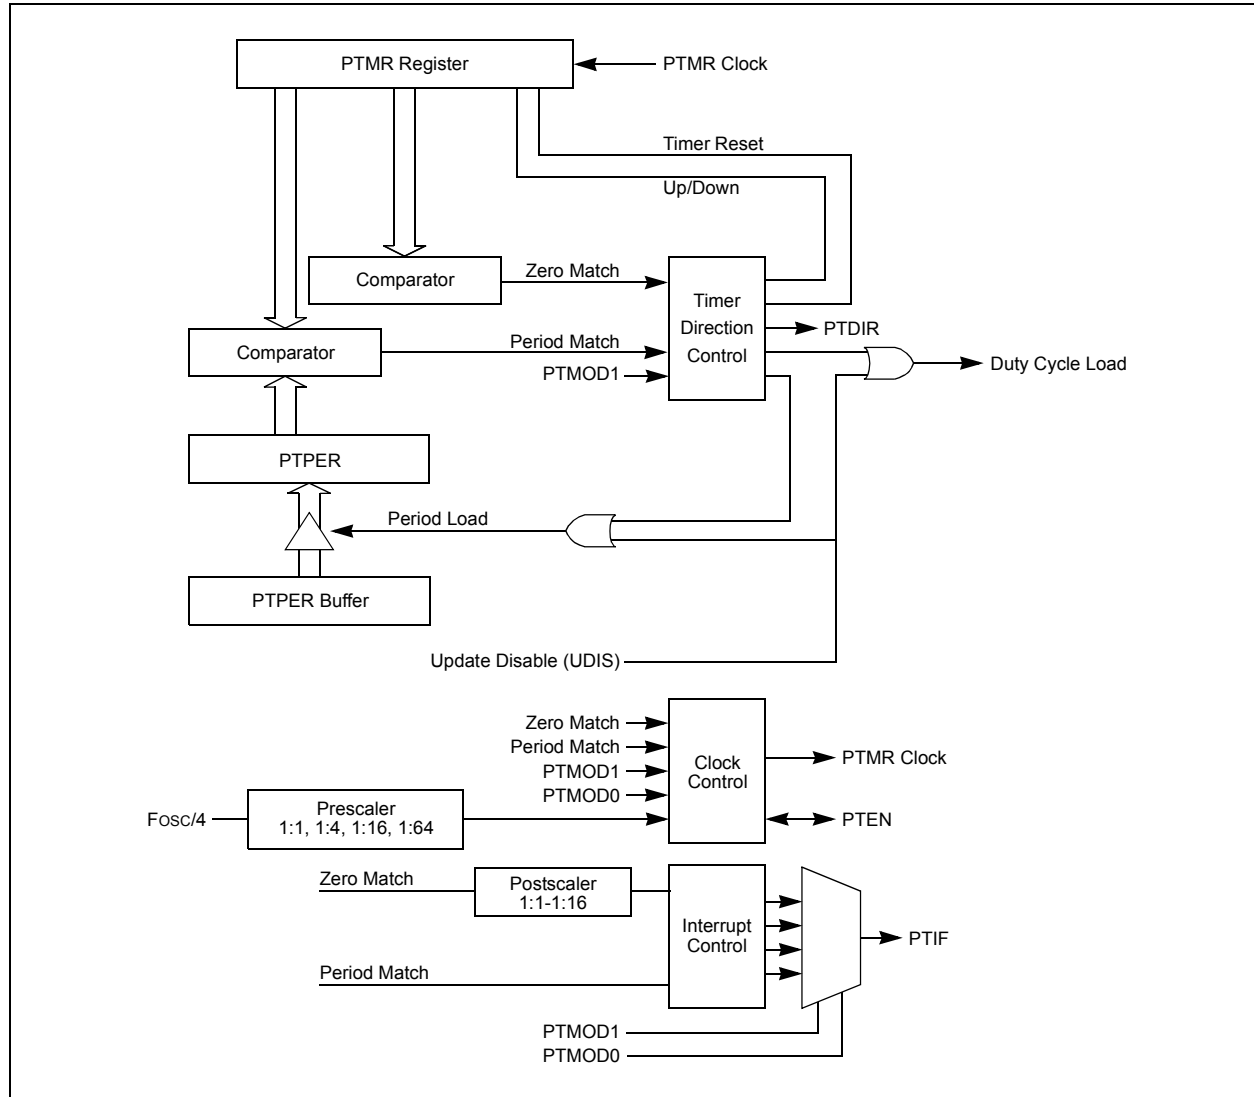 PTMR Register
PTMR Clock
Timer Reset
Up/Down
Comparator
Zero Match
Timer
Direction
Control
PTDIR
Comparator
Period Match
PTMOD1
Duty Cycle Load
PTPER
Period Load
PTPER Buffer
Update Disable (UDIS)
Zero Match
Period Match
PTMOD1
PTMOD0
Clock
Control
PTMR Clock
PTEN
FOSC/4
Prescaler
1:1, 1:4, 1:16, 1:64
Zero Match
Postscaler
1:1-1:16
Interrupt
Control
PTIF
Period Match
PTMOD1
PTMOD0